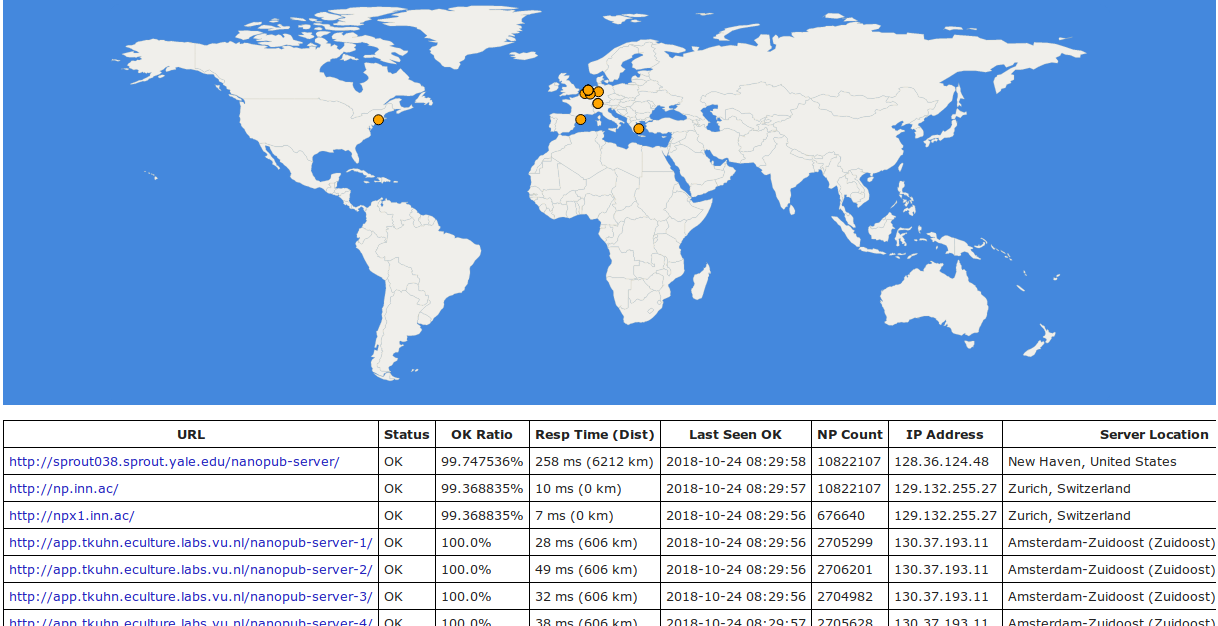 URL Status OK Ratio Resp Time (Dist) Last Seen OK NP Count IP Address Server Location
http://sprout038.sprout.yale.edu/nanopub-server/ OK 99.747536% 258 ms (6212 km) 2018-10-24 08:29:58 10822107 128.36.124.48 New Haven, United States
http://np.inn.ac/ OK 99.368835% 10 ms (0 km) 2018-10-24 08:29:57 10822107 129.132.255.27 Zurich, Switzerland
http://npx1.inn.ac/ OK 99.368835% 7 ms (0 km) 2018-10-24 08:29:56 676640 129.132.255.27 Zurich, Switzerland
http://app.tkuhn.eculture.labs.vu.nl/nanopub-server-1/ OK 100.0% 28 ms (606 km) 2018-10-24 08:29:56 2705299 130.37.193.11 Amsterdam-Zuidoost (Zuidoost)
http://app.tkuhn.eculture.labs.vu.nl/nanopub-server-2/ OK 100.0% 49 ms (606 km) 2018-10-24 08:29:56 2706201 130.37.193.11 Amsterdam-Zuidoost (Zuidoost)
http://app.tkuhn.eculture.labs.vu.nl/nanopub-server-3/ OK 100.0% 32 ms (606 km) 2018-10-24 08:29:56 2704982 130.37.193.11 Amsterdam-Zuidoost (Zuidoost)
http://app.tkuhn.eculture.labs.vu.nl/nanopub-server-4/ OK 100.0% 38 ms (606 km) 2018-10-24 08:29:57 2705628 130.37.193.11 Amsterdam-Zuidoost (Zuidoost)